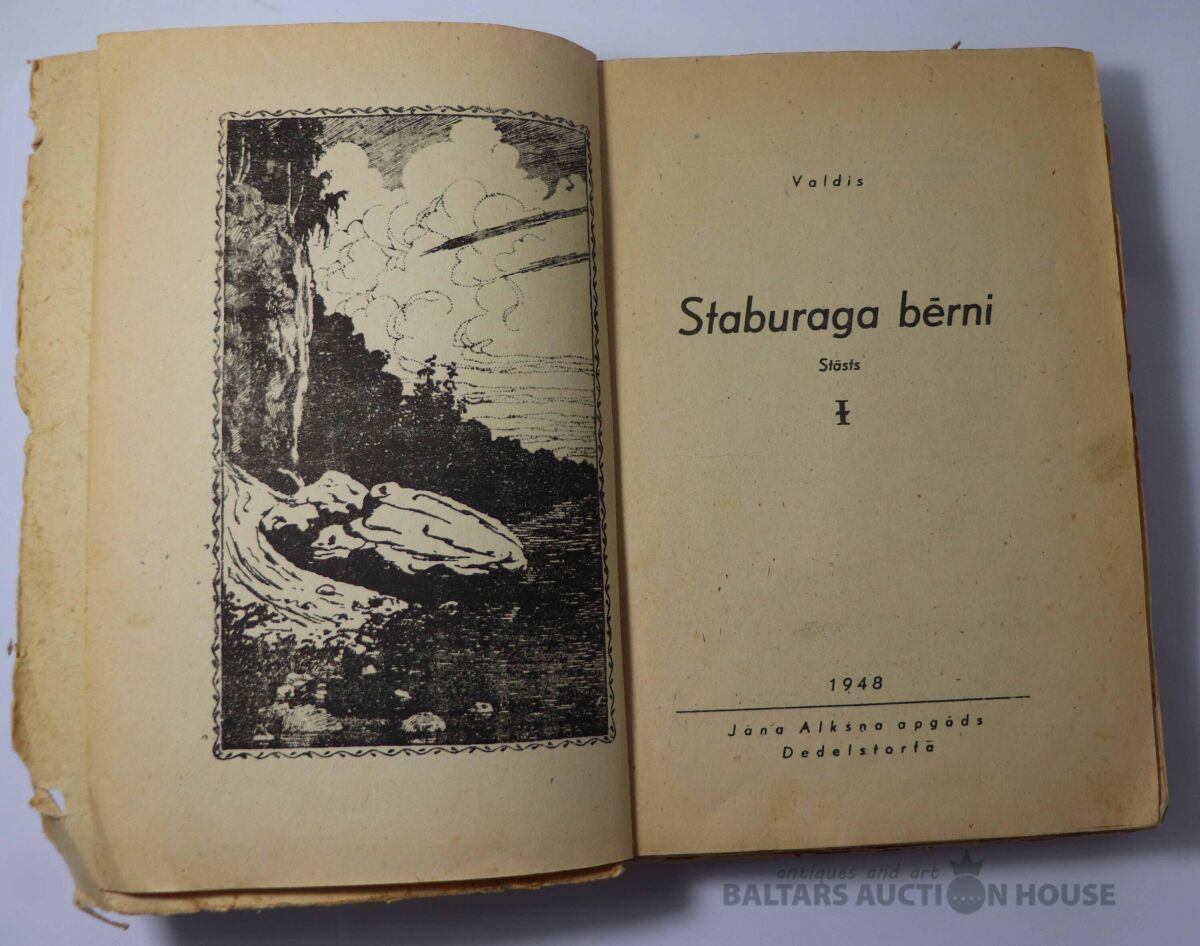 Valdis
Staburaga bērni
Stāsts
I
1948
Jāņa Alkšņa apgāds
Dedelstorfā
antiques and art
BALTARS AUCTION HOUSE